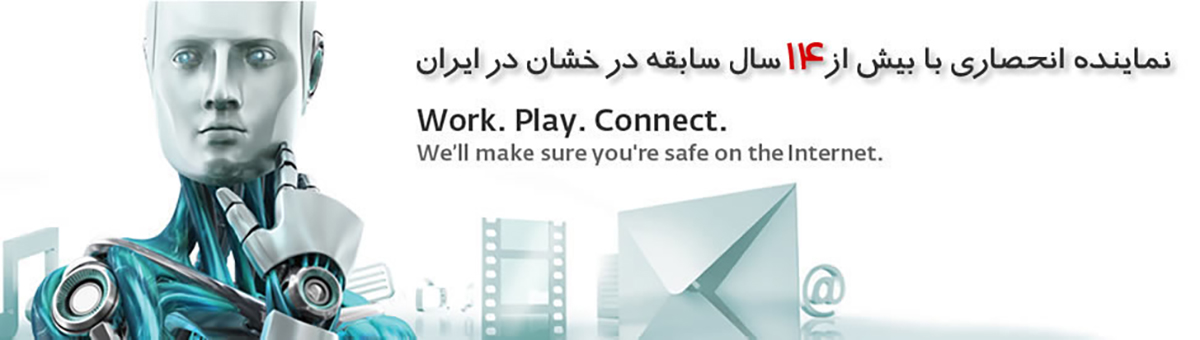 نماینده انحصاری با بیش از ۱۴ سال سابقه در خشان در ایران
Work. Play. Connect.
We'll make sure you're safe on the Internet.
@